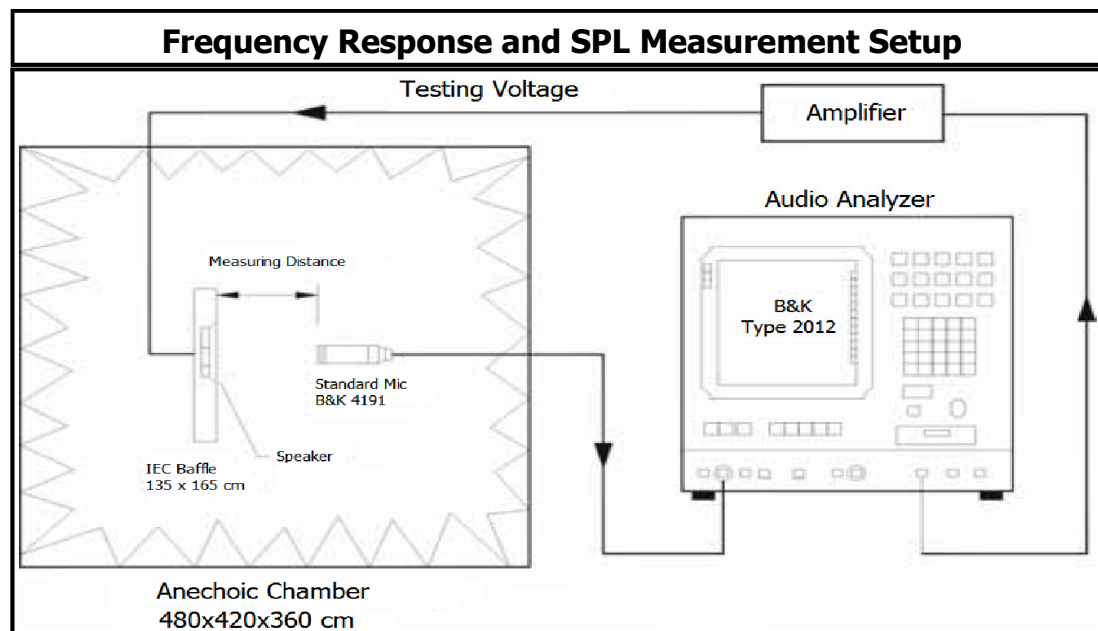 Frequency Response and SPL Measurement Setup
Testing Voltage
Amplifier
Audio Analyzer
Measuring Distance
B&K
Type 2012
Standard Mic
B&K 4191
Speaker
IEC Baffle
135 x 165 cm
Anechoic Chamber
480x420x360 cm